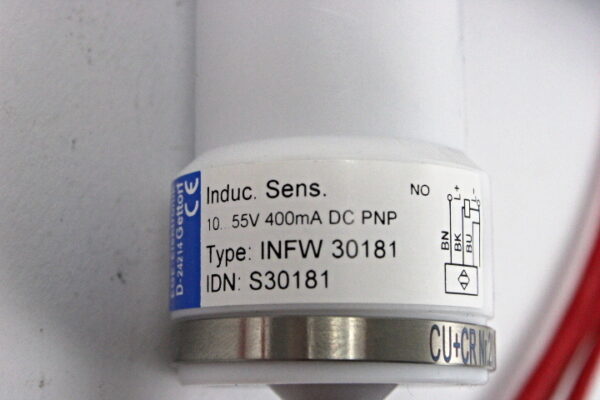 Induc. Sens.
NO
10...55V 400mA DC PNP
Type: INFW 30181
IDN: S30181
D-24214 Gettorf
CE
L+
-
BN
BK
BU
CU+CR